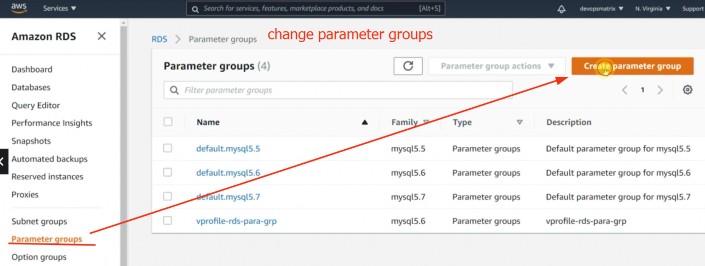 aws Services ▼ Search for services, features, marketplace products, and docs [Alt+S] devopsmatrix ▼ N. Virginia ▼ Support
Amazon RDS ✕
RDS > Parameter groups change parameter groups
Dashboard
Databases
Query Editor
Performance Insights
Snapshots
Automated backups
Reserved instances
Proxies
Subnet groups
Parameter groups
Option groups
Parameter groups (4) Parameter group actions ▼ Create parameter group
Filter parameter groups < 1 >
Name ▲ Family Type Description
default.mysql5.5 mysql5.5 Parameter groups Default parameter group for mysql5.5
default.mysql5.6 mysql5.6 Parameter groups Default parameter group for mysql5.6
default.mysql5.7 mysql5.7 Parameter groups Default parameter group for mysql5.7
vprofile-rds-para-grp mysql5.6 Parameter groups vprofile-rds-para-grp